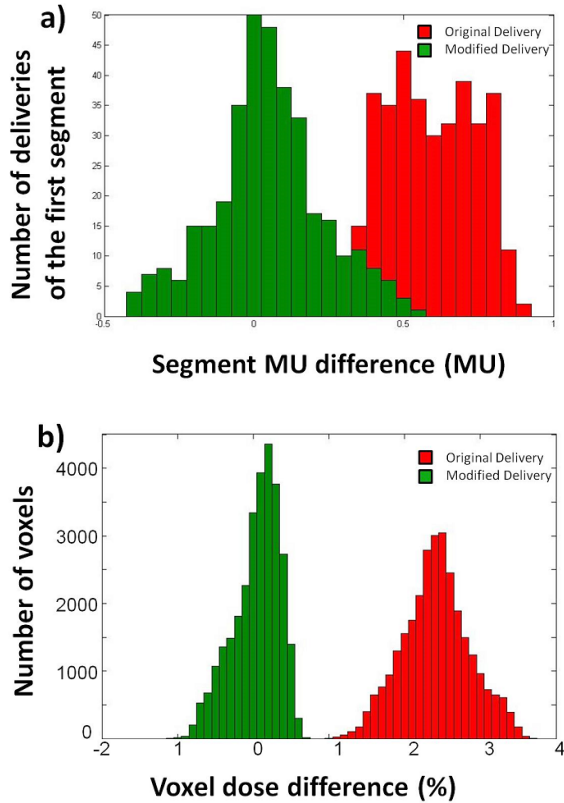 a)
Original Delivery
Modified Delivery
50
45
40
35
30
25
20
15
10
5
0
-0.5
0
0.5
1
Number of deliveries
of the first segment
Segment MU difference (MU)
b)
Original Delivery
Modified Delivery
4000
3000
2000
1000
0
-2
1
0
1
2
3
4
Number of voxels
Voxel dose difference (%)